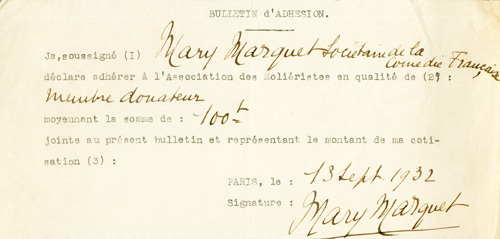 BULLETIN d'ADHESION.
Je, soussigné (I) Mary Marquet Sociétaire de la
Comédie Française
déclare adhérer à l'Association des Moliéristes en qualité de (2) :
membre donateur
moyennant la somme de : 100f
jointe au présent bulletin et représentant le montant de ma coti-
sation (3) :
PARIS, le : 13 Sept 1932
Signature : Mary Marquet